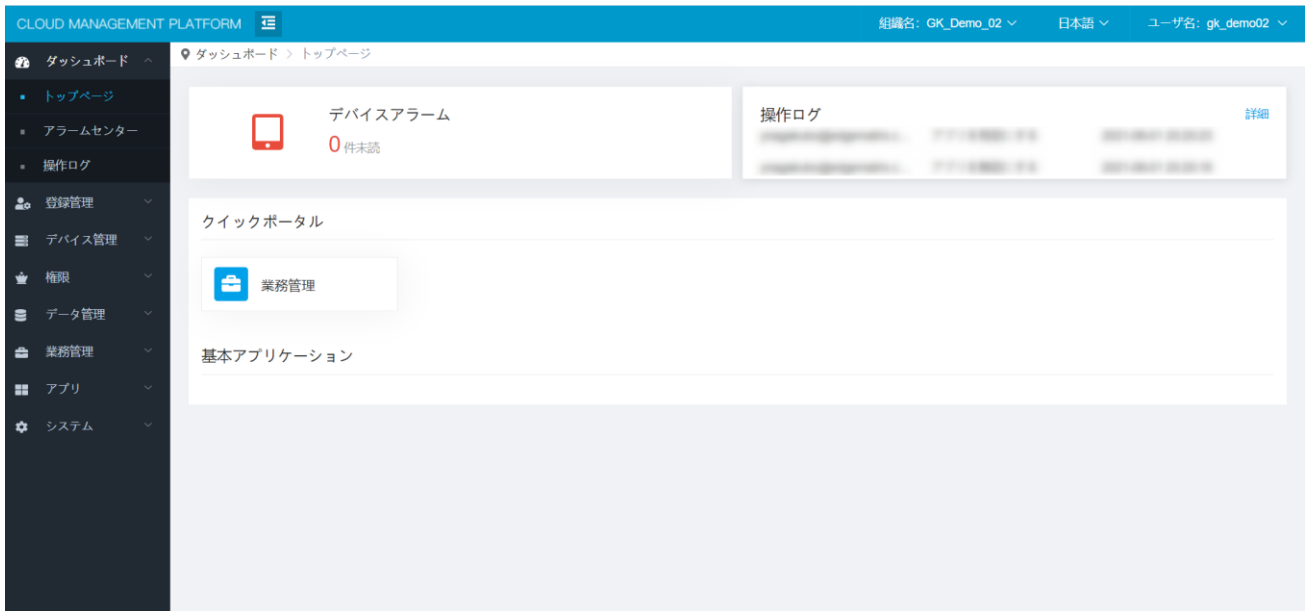 CLOUD MANAGEMENT PLATFORM
組織名: GK_Demo_02
日本語
ユーザ名: gk_demo02
ダッシュボード
トップページ
アラームセンター
操作ログ
登録管理
デバイス管理
権限
データ管理
業務管理
アプリ
システム
ダッシュボード > トップページ
デバイスアラーム
0 件未読
操作ログ
詳細
クイックポータル
業務管理
基本アプリケーション